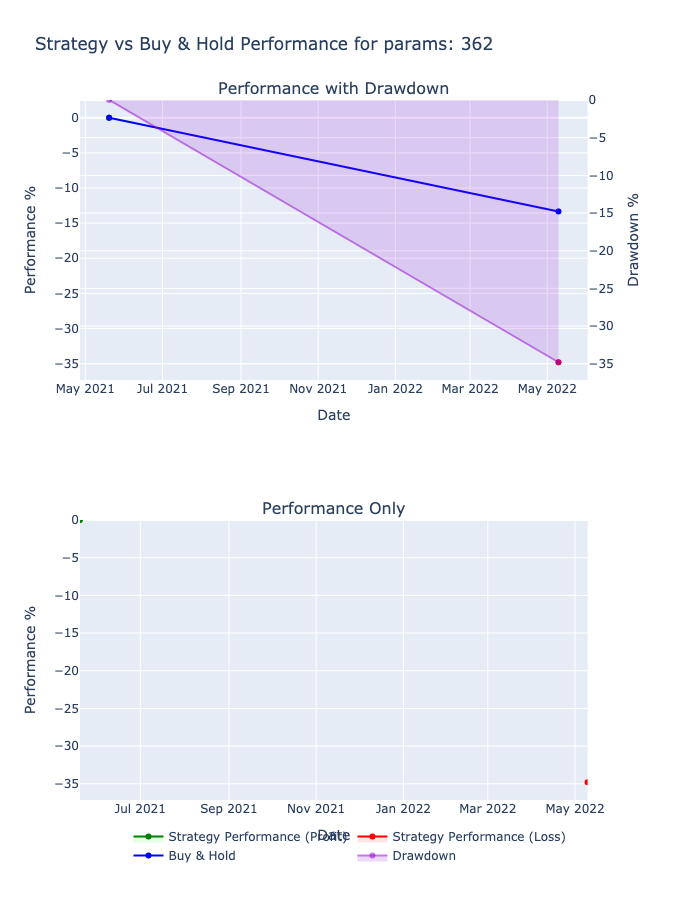 Strategy vs Buy & Hold Performance for params: 362
Performance with Drawdown
0
−5
−10
−15
−20
−25
−30
−35
Performance %
0
−5
−10
−15
−20
−25
−30
−35
Drawdown %
May 2021 Jul 2021 Sep 2021 Nov 2021 Jan 2022 Mar 2022 May 2022
Date
Performance Only
0
−5
−10
−15
−20
−25
−30
−35
Performance %
Jul 2021 Sep 2021 Nov 2021 Jan 2022 Mar 2022 May 2022
Date
Strategy Performance (Profit) Strategy Performance (Loss)
Buy & Hold Drawdown